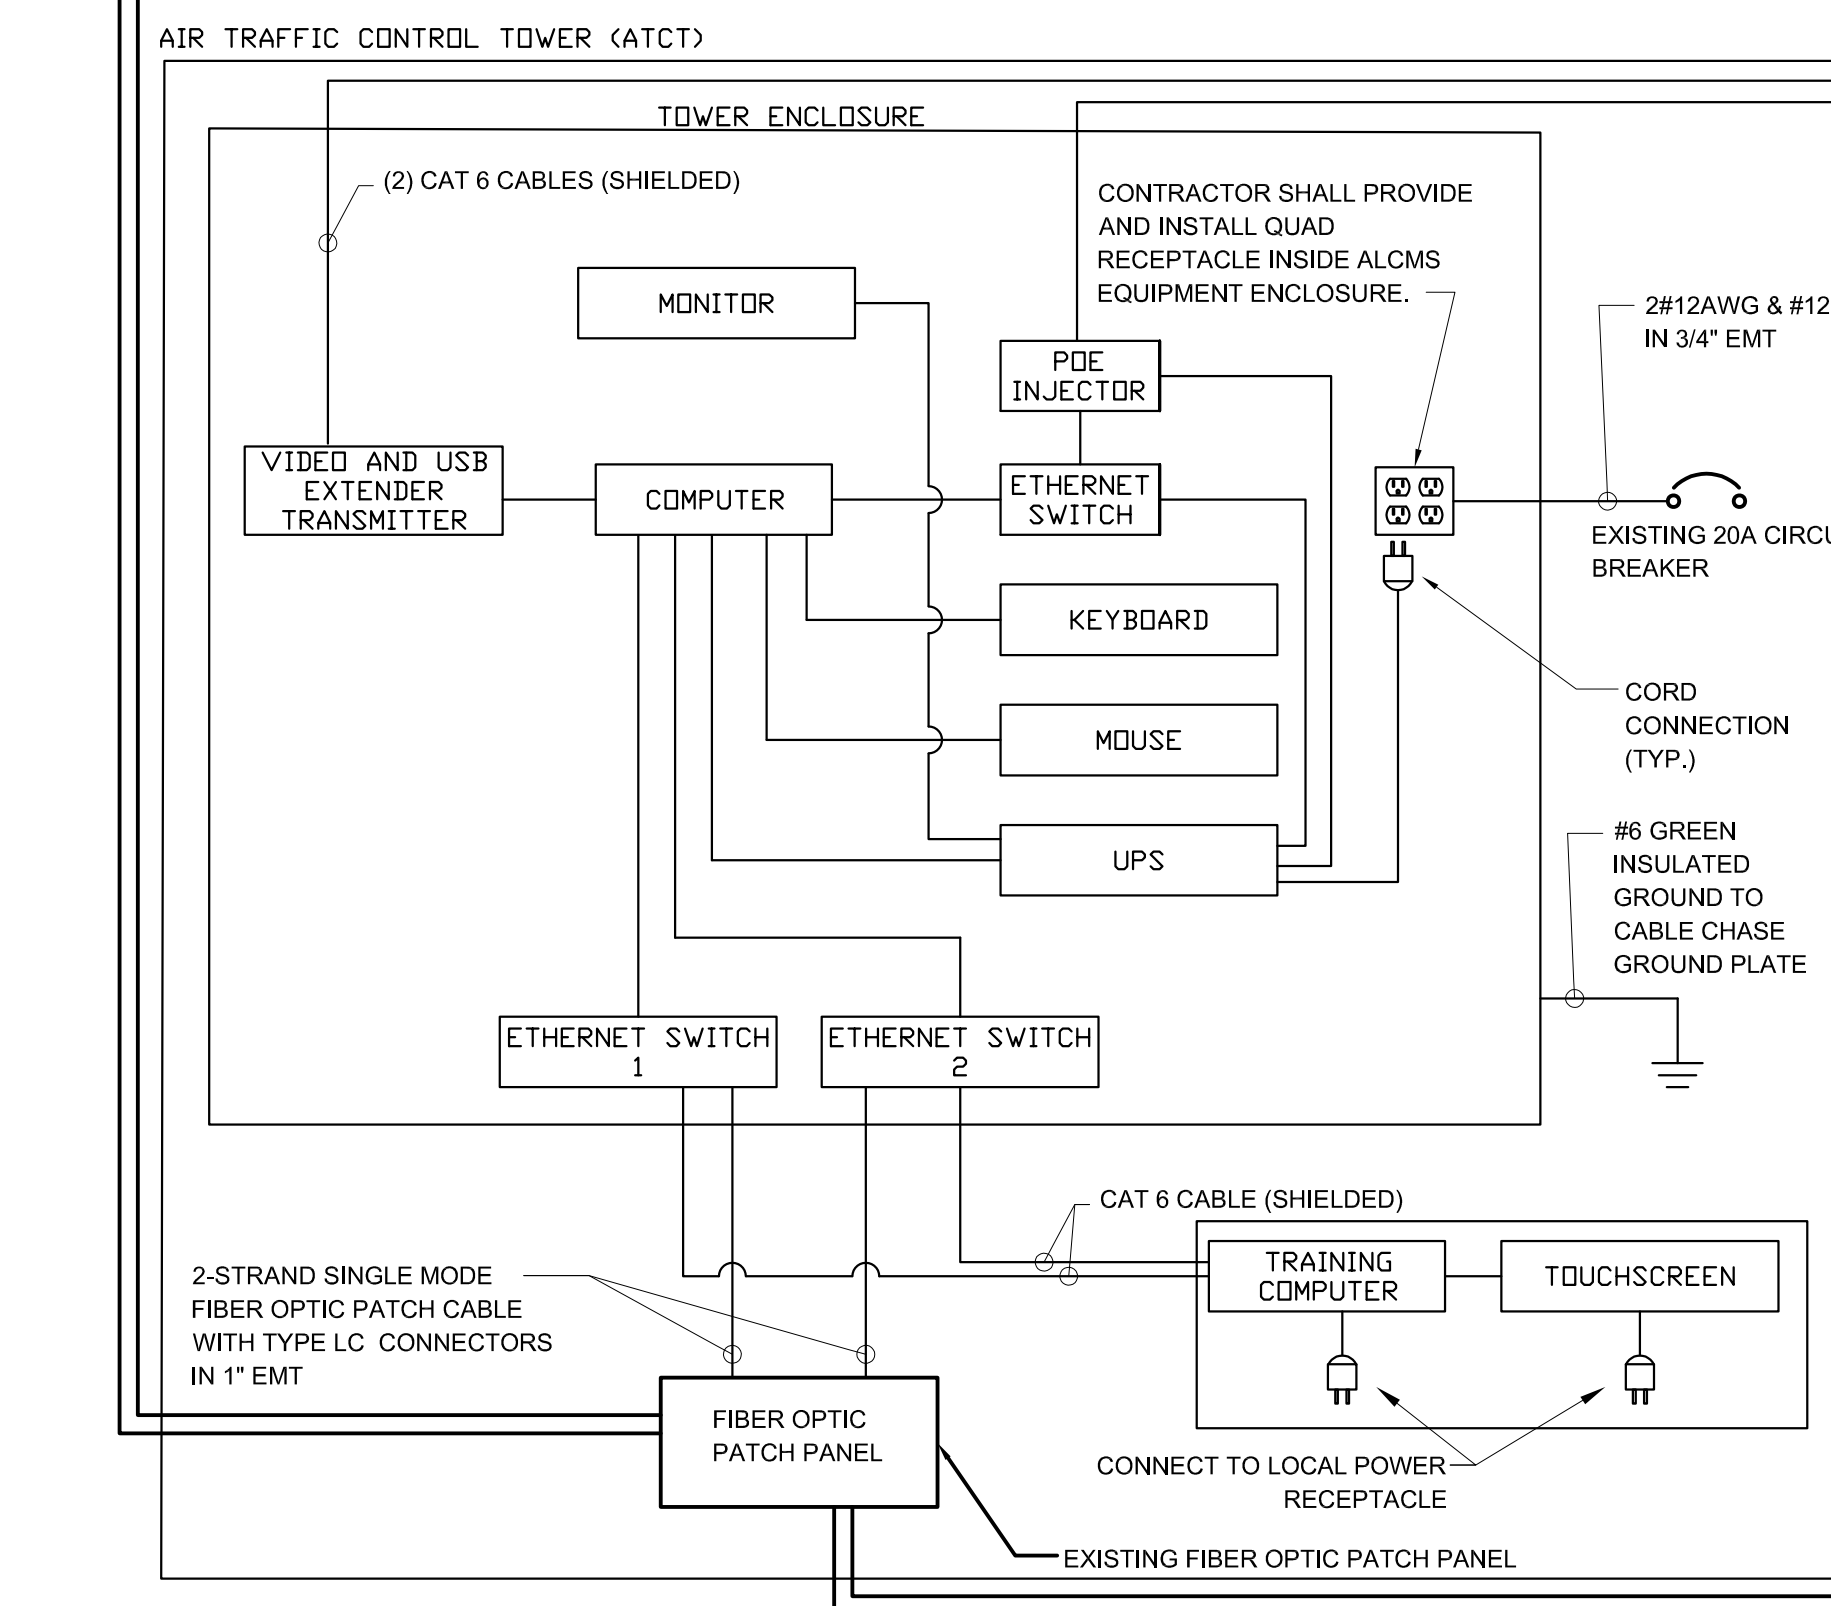 AIR TRAFFIC CONTROL TOWER (ATCT)
TOWER ENCLOSURE
(2) CAT 6 CABLES (SHIELDED)
CONTRACTOR SHALL PROVIDE
AND INSTALL QUAD
RECEPTACLE INSIDE ALCMS
EQUIPMENT ENCLOSURE.
MONITOR
2#12AWG & #12
IN 3/4" EMT
POE
INJECTOR
VIDEO AND USB
EXTENDER
TRANSMITTER
COMPUTER
ETHERNET
SWITCH
EXISTING 20A CIRCU
BREAKER
KEYBOARD
MOUSE
CORD
CONNECTION
(TYP.)
UPS
#6 GREEN
INSULATED
GROUND TO
CABLE CHASE
GROUND PLATE
ETHERNET SWITCH
1
ETHERNET SWITCH
2
CAT 6 CABLE (SHIELDED)
2-STRAND SINGLE MODE
FIBER OPTIC PATCH CABLE
WITH TYPE LC CONNECTORS
IN 1" EMT
TRAINING
COMPUTER
TOUCHSCREEN
FIBER OPTIC
PATCH PANEL
CONNECT TO LOCAL POWER
RECEPTACLE
EXISTING FIBER OPTIC PATCH PANEL